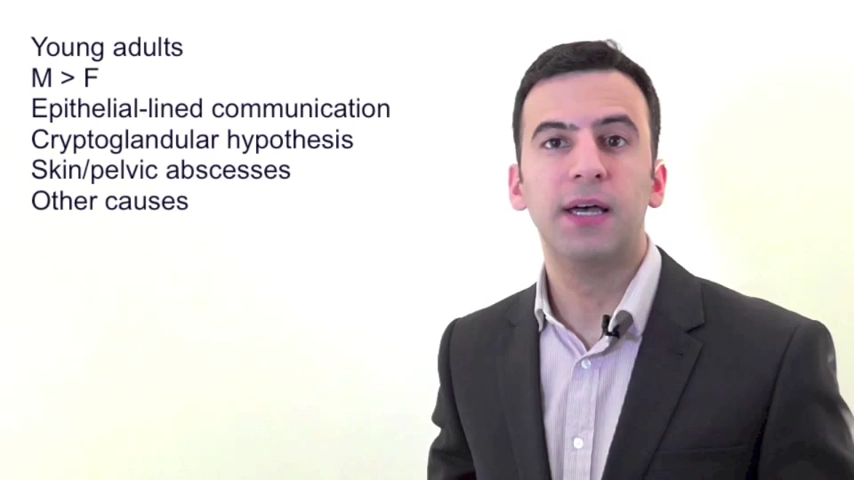 Young adults
M > F
Epithelial-lined communication
Cryptoglandular hypothesis
Skin/pelvic abscesses
Other causes